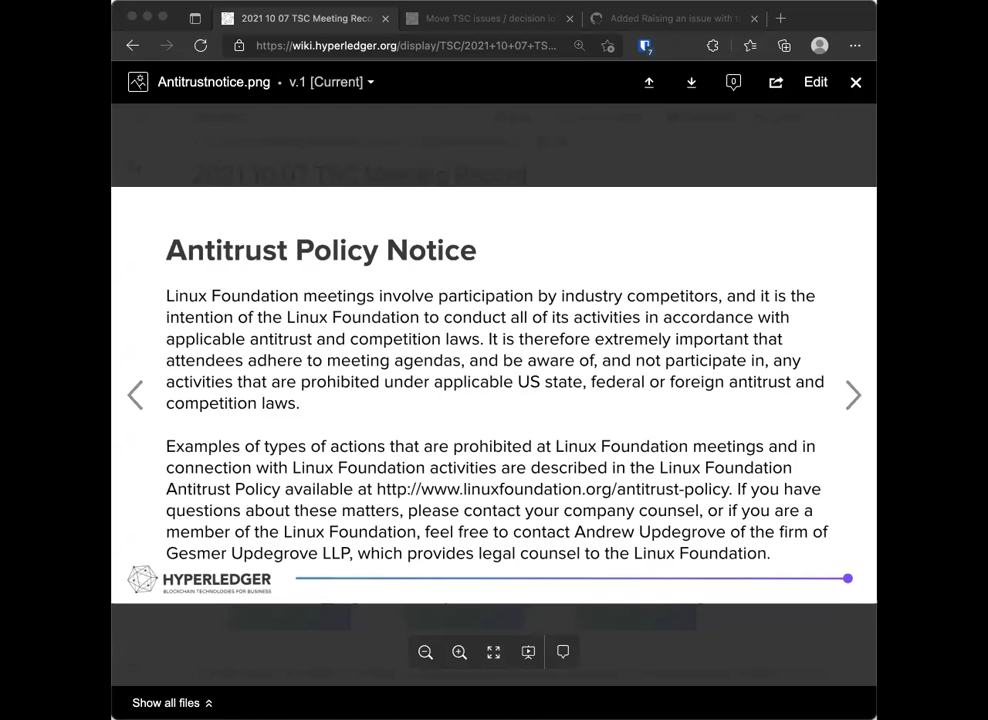 2021 10 07 TSC Meeting Reco
Move TSC issues / decision lo
Added Raising an issue with t
https://wiki.hyperledger.org/display/TSC/2021+10+07+TS...
7
Antitrustnotice.png • v.1 [Current]
0
Edit
2021 10 07 TSC Meeting Record
Antitrust Policy Notice
Linux Foundation meetings involve participation by industry competitors, and it is the
intention of the Linux Foundation to conduct all of its activities in accordance with
applicable antitrust and competition laws. It is therefore extremely important that
attendees adhere to meeting agendas, and be aware of, and not participate in, any
activities that are prohibited under applicable US state, federal or foreign antitrust and
competition laws.
Examples of types of actions that are prohibited at Linux Foundation meetings and in
connection with Linux Foundation activities are described in the Linux Foundation
Antitrust Policy available at http://www.linuxfoundation.org/antitrust-policy. If you have
questions about these matters, please contact your company counsel, or if you are a
member of the Linux Foundation, feel free to contact Andrew Updegrove of the firm of
Gesmer Updegrove LLP, which provides legal counsel to the Linux Foundation.
HYPERLEDGER
BLOCKCHAIN TECHNOLOGIES FOR BUSINESS
Show all files